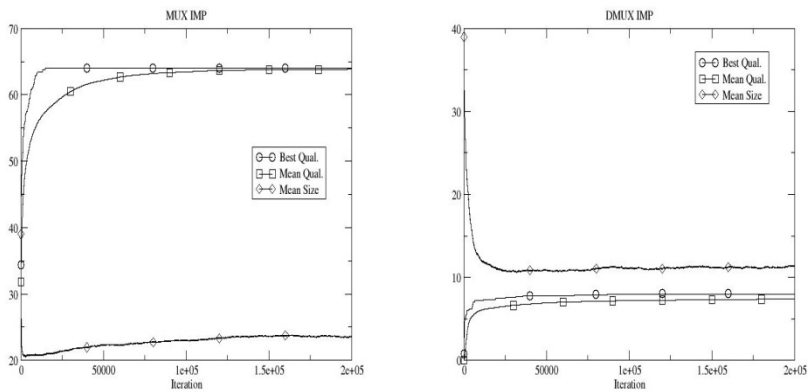 MUX IMP
70
60
50
40
30
20
Best Qual.
Mean Qual.
Mean Size
0
50000
1e+05
1.5e+05
2e+05
Iteration
DMUX IMP
40
30
20
10
0
Best Qual.
Mean Qual.
Mean Size
0
50000
1e+05
1.5e+05
2e+05
Iteration